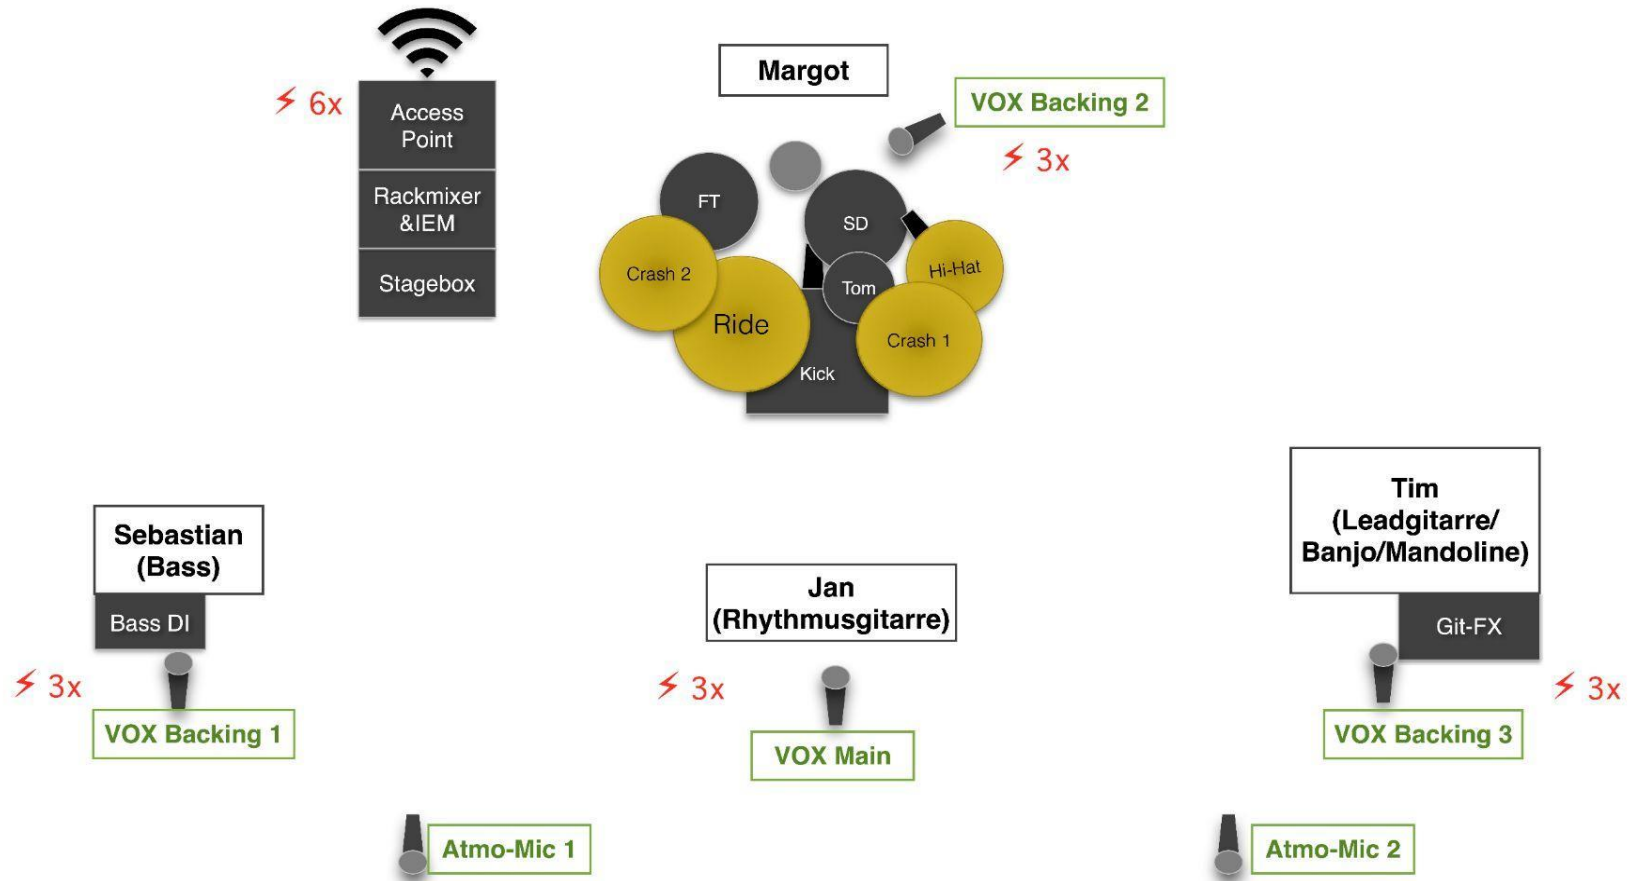 Margot
⚡ 6x
Access
Point
VOX Backing 2
⚡ 3x
Rackmixer
&IEM
FT
SD
Stagebox
Crash 2
Hi-Hat
Tom
Ride
Crash 1
Kick
Sebastian
(Bass)
Bass DI
⚡ 3x
VOX Backing 1
Jan
(Rhythmusgitarre)
⚡ 3x
VOX Main
Tim
(Leadgitarre/
Banjo/Mandoline)
Git-FX
⚡ 3x
VOX Backing 3
Atmo-Mic 1
Atmo-Mic 2